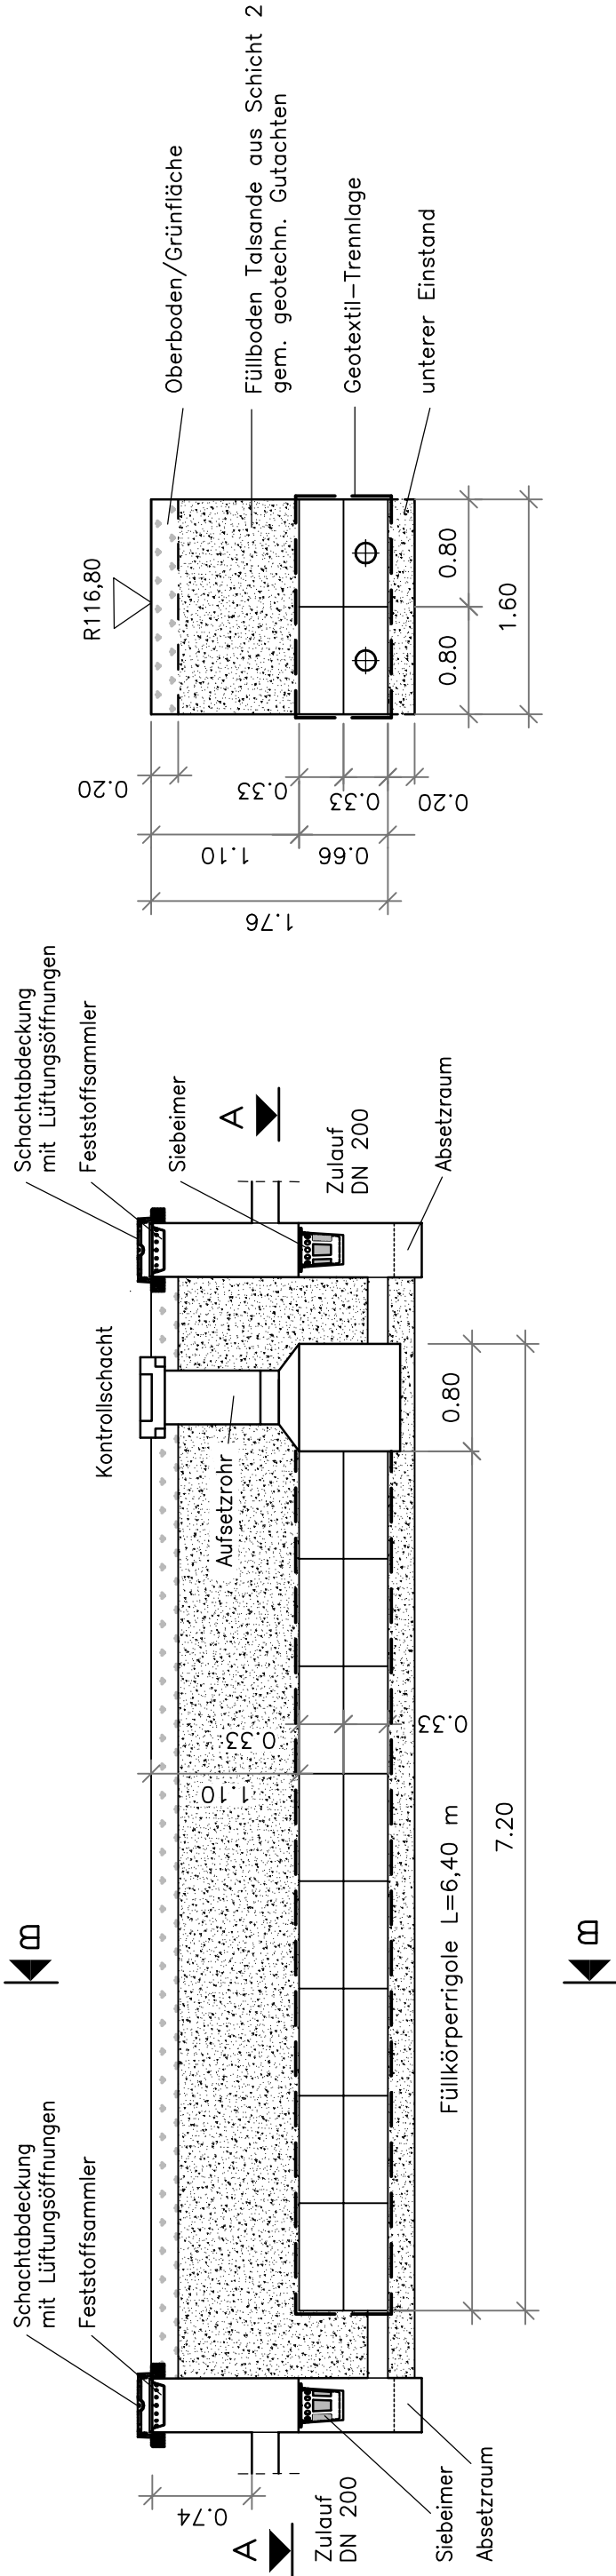 Schachtabdeckung
mit Lüftungsöffnungen
Feststoffsammler
0.74
A
Zulauf
DN 200
Siebeimer
Absetzraum
B
B
1.10
0.33
0.33
Füllkörperrigole L=6,40 m
7.20
0.80
Kontrollschacht
Aufsetzrohr
Schachtabdeckung
mit Lüftungsöffnungen
Feststoffsammler
Siebeimer
A
Zulauf
DN 200
Absetzraum
R116,80
0.20
1.10
0.33
0.33
0.66
0.20
1.76
0.80
0.80
1.60
Oberboden/Grünfläche
Füllboden Talsande aus Schicht 2
gem. geotechn. Gutachten
Geotextil-Trennlage
unterer Einstand